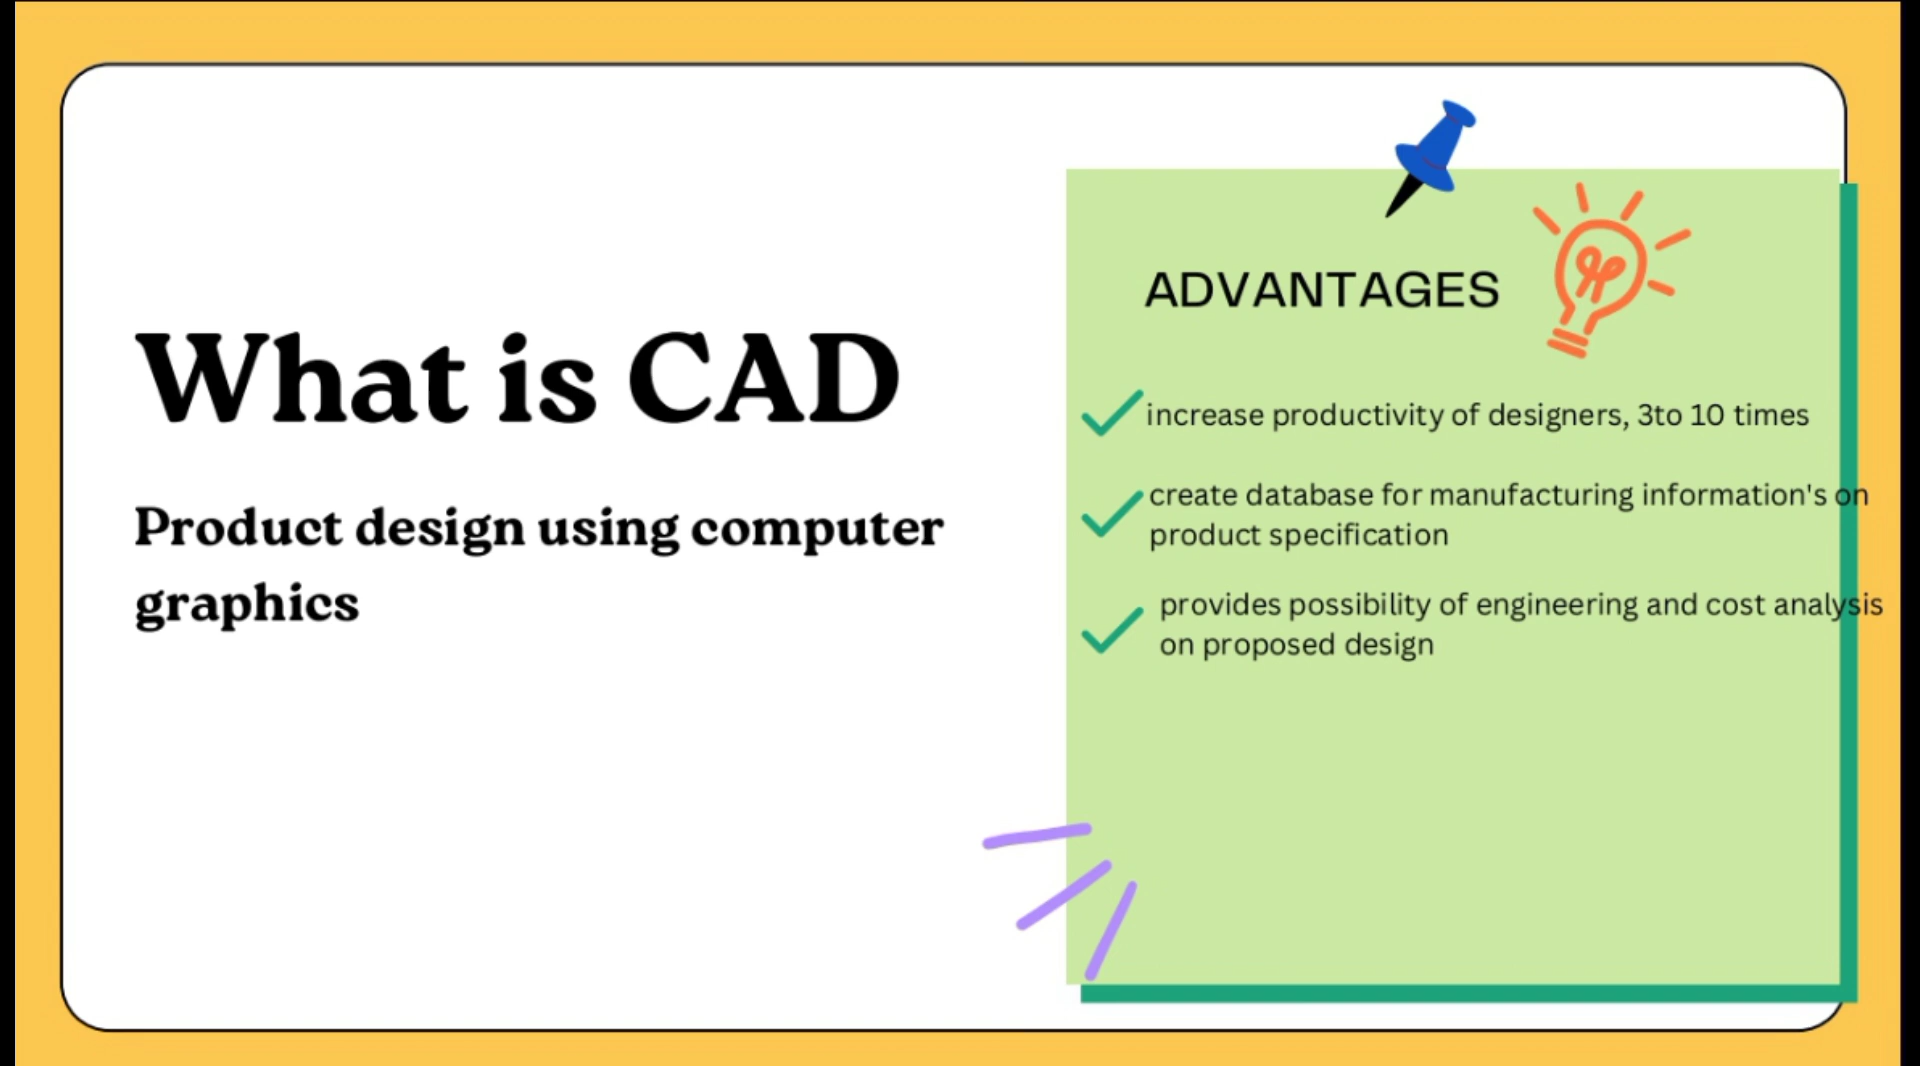 What is CAD
Product design using computer
graphics
ADVANTAGES
increase productivity of designers, 3to 10 times
create database for manufacturing information's on
product specification
provides possibility of engineering and cost analysis
on proposed design